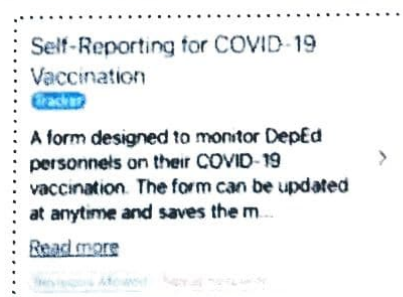 Self-Reporting for COVID-19
Vaccination
Tracker
A form designed to monitor DepEd
personnels on their COVID-19
vaccination. The form can be updated
at anytime and saves the m...
Read more